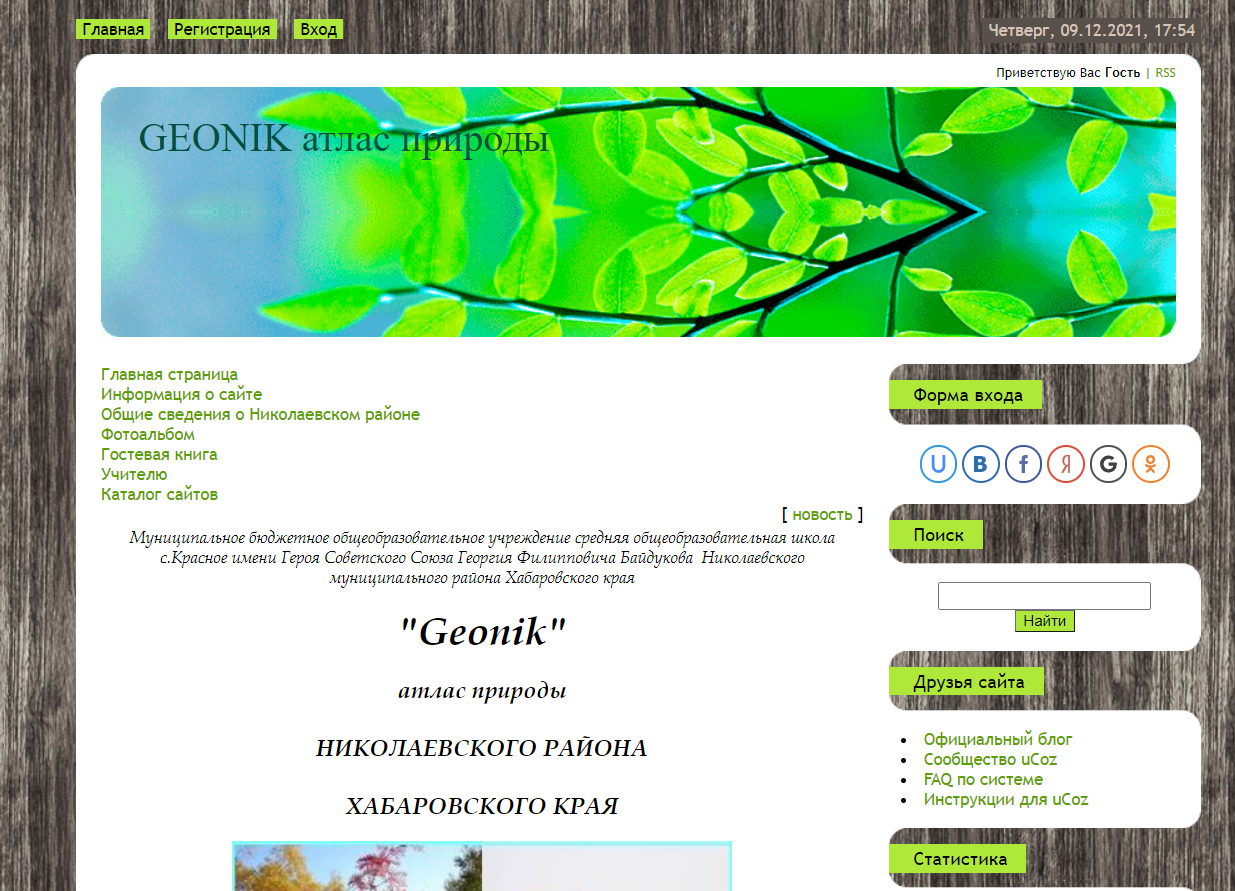 Главная Регистрация Вход
Четверг, 09.12.2021, 17:54
Приветствую Вас Гость | RSS
GEONIK атлас природы
Главная страница
Информация о сайте
Общие сведения о Николаевском районе
Фотоальбом
Гостевая книга
Учителю
Каталог сайтов
[ новость ]
Муниципальное бюджетное общеобразовательное учреждение средняя общеобразовательная школа
с.Красное имени Героя Советского Союза Георгия Филипповича Байдукова Николаевского
муниципального района Хабаровского края
"Geonik"
атлас природы
НИКОЛАЕВСКОГО РАЙОНА
ХАБАРОВСКОГО КРАЯ
Форма входа
U В f Я G
Поиск
Найти
Друзья сайта
Официальный блог
Сообщество uCoz
FAQ по системе
Инструкции для uCoz
Статистика